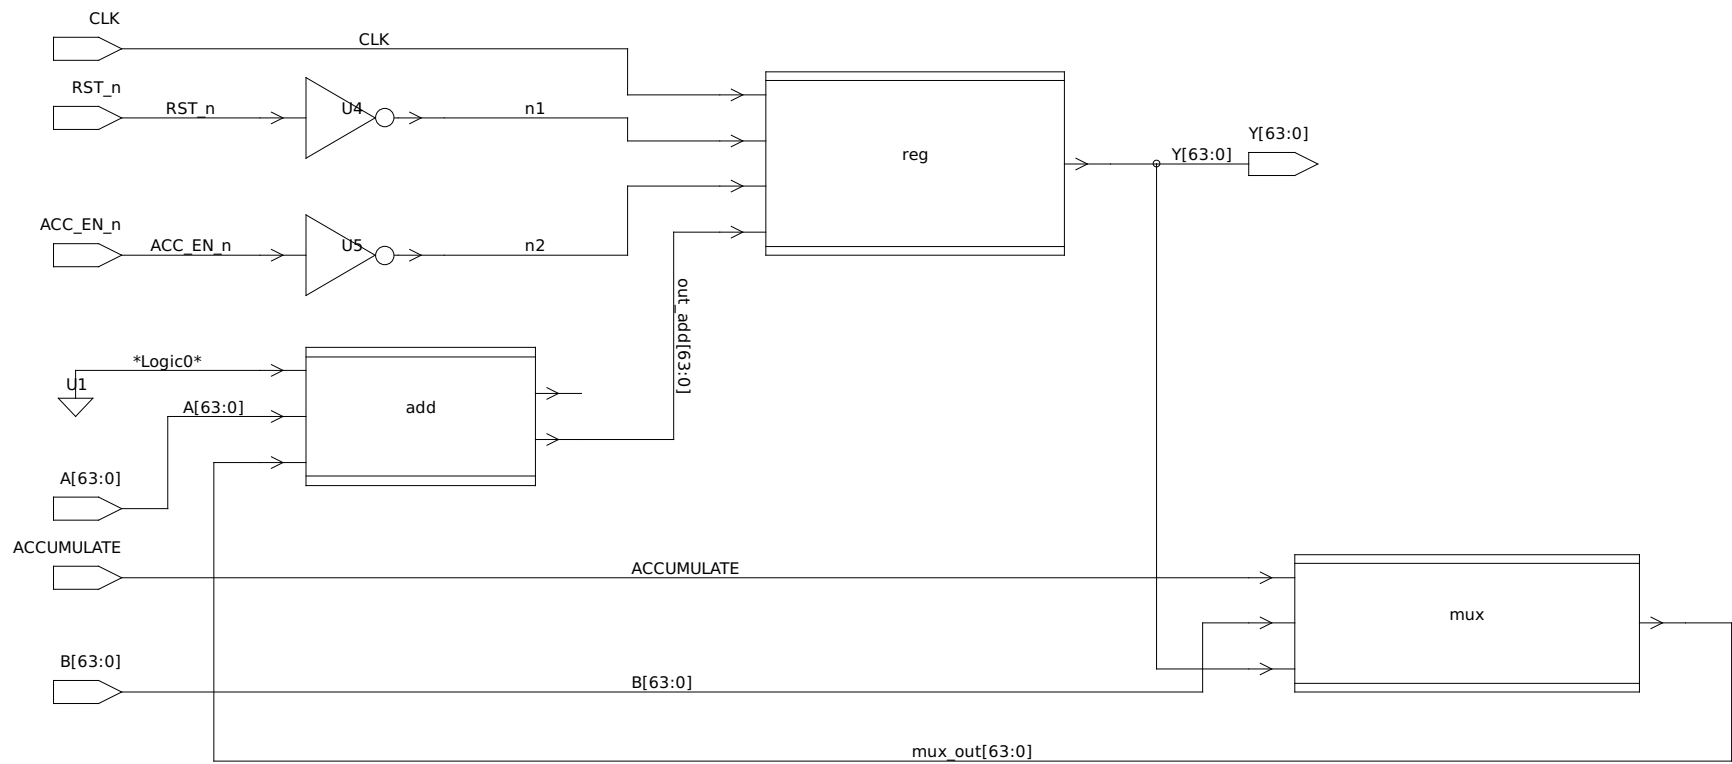 CLK
CLK
RST_n
RST_n
U4
n1
reg
Y[63:0]
Y[63:0]
ACC_EN_n
ACC_EN_n
U5
n2
out_add[63:0]
*Logic0*
U1
A[63:0]
add
A[63:0]
ACCUMULATE
ACCUMULATE
mux
B[63:0]
B[63:0]
mux_out[63:0]